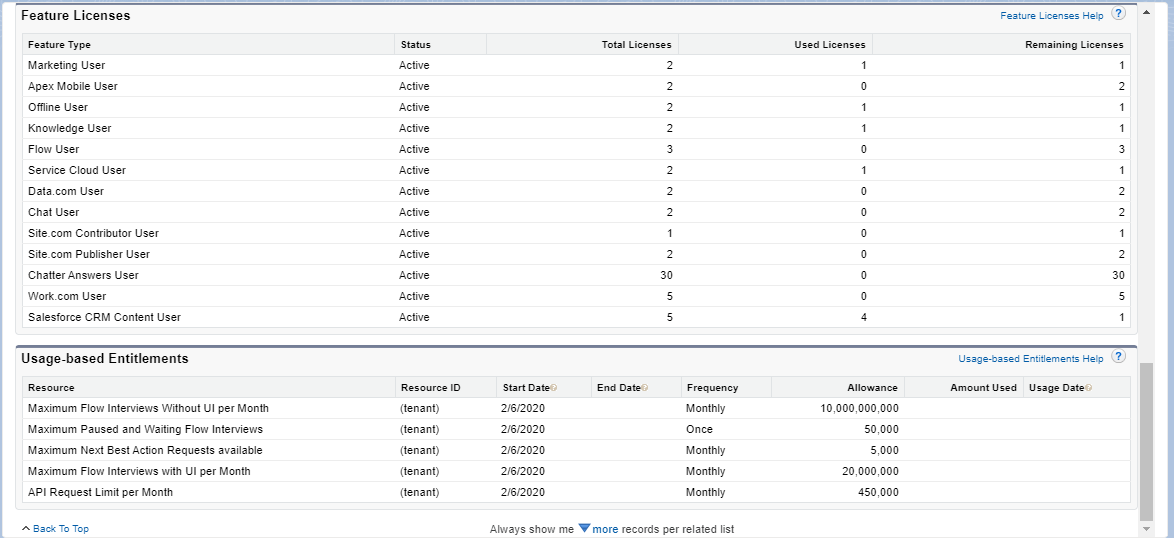 Feature Licenses Feature Licenses Help ?
Feature Type Status Total Licenses Used Licenses Remaining Licenses
Marketing User Active 2 1 1
Apex Mobile User Active 2 0 2
Offline User Active 2 1 1
Knowledge User Active 2 1 1
Flow User Active 3 0 3
Service Cloud User Active 2 1 1
Data.com User Active 2 0 2
Chat User Active 2 0 2
Site.com Contributor User Active 1 0 1
Site.com Publisher User Active 2 0 2
Chatter Answers User Active 30 0 30
Work.com User Active 5 0 5
Salesforce CRM Content User Active 5 4 1
Usage-based Entitlements Usage-based Entitlements Help ?
Resource Resource ID Start Date End Date Frequency Allowance Amount Used Usage Date
Maximum Flow Interviews Without UI per Month (tenant) 2/6/2020 Monthly 10,000,000,000
Maximum Paused and Waiting Flow Interviews (tenant) 2/6/2020 Once 50,000
Maximum Next Best Action Requests available (tenant) 2/6/2020 Monthly 5,000
Maximum Flow Interviews with UI per Month (tenant) 2/6/2020 Monthly 20,000,000
API Request Limit per Month (tenant) 2/6/2020 Monthly 450,000
Back To Top Always show me more records per related list